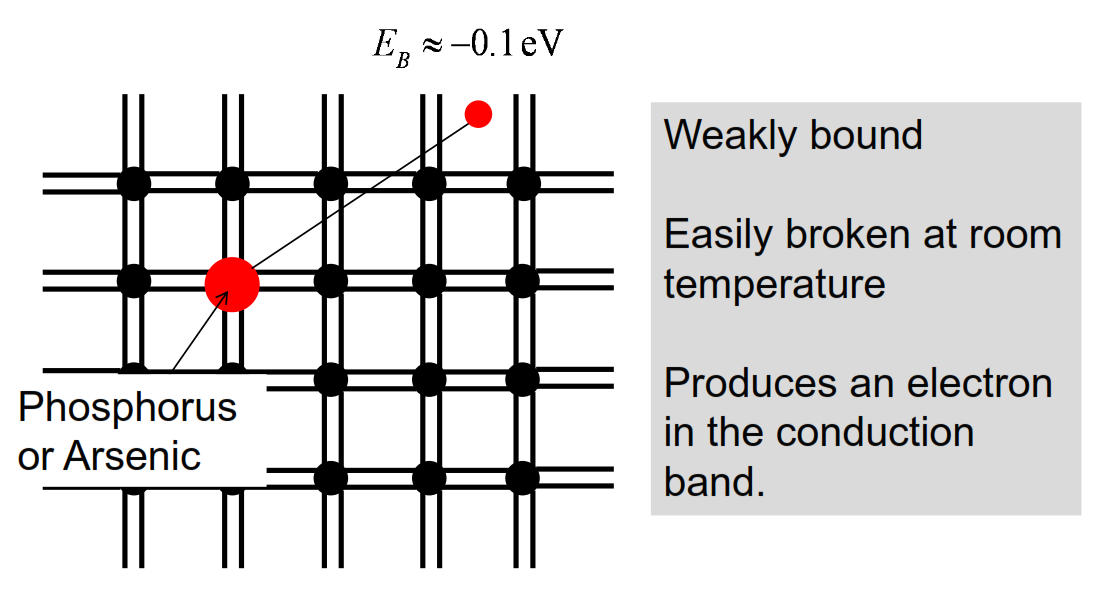 E_B ≈ −0.1 eV
Weakly bound
Easily broken at room
temperature
Produces an electron
in the conduction
band.
Phosphorus
or Arsenic